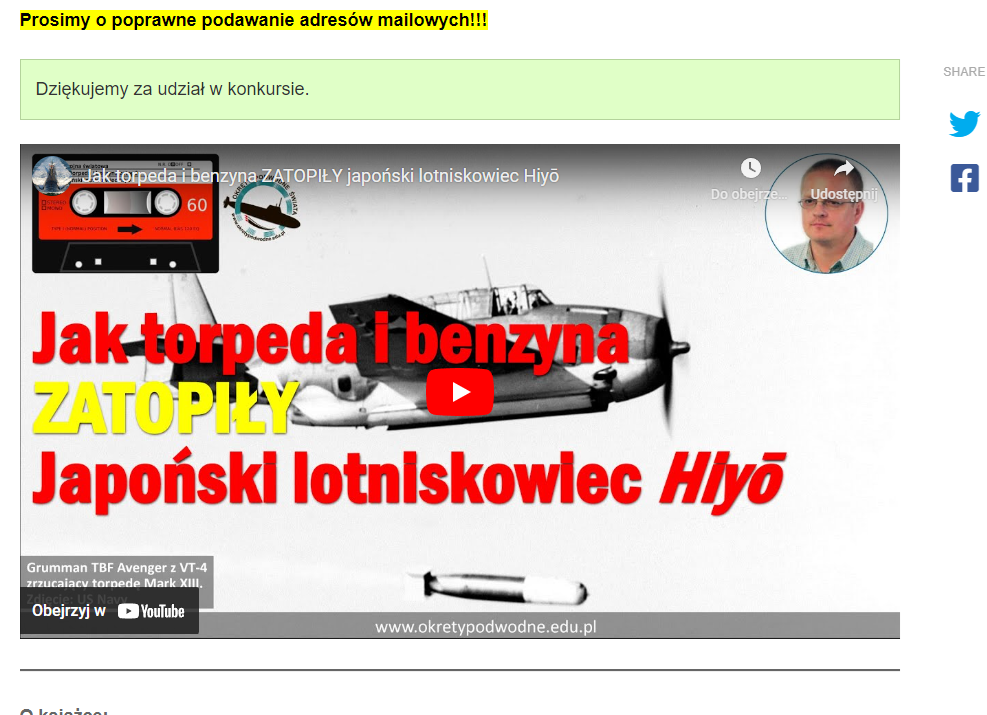 Prosimy o poprawne podawanie adresów mailowych!!!
Dziękujemy za udział w konkursie.
SHARE
Jak torpeda i benzyna ZATOPIŁY japoński lotniskowiec Hiyō
Do obejrze...
Udostępnij
60
Jak torpeda i benzyna
ZATOPIŁY
Japoński lotniskowiec Hiyō
Grumman TBF Avenger z VT-4
zrzucający torpedę Mark XIII.
Zdjęcie: US Navy
Obejrzyj w YouTube
www.okretypodwodne.edu.pl
O książce: